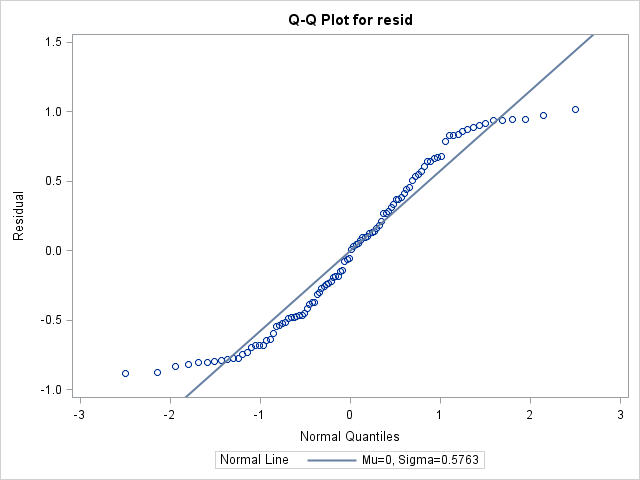 Q-Q Plot for resid
1.5
1.0
0.5
0.0
-0.5
-1.0
Residual
-3 -2 -1 0 1 2 3
Normal Quantiles
Normal Line Mu=0, Sigma=0.5763